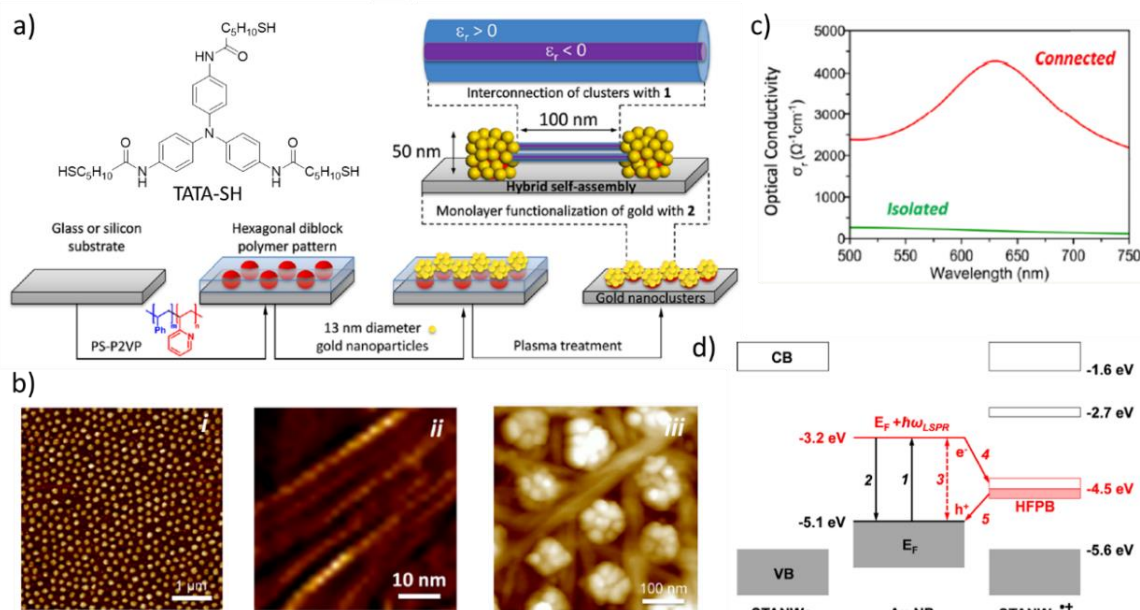 a)
C5H10SH
NH
O
N
O
HSC5H10
N
H
O
N
H
C5H10SH
TATA-SH
εr > 0
εr < 0
Interconnection of clusters with 1
100 nm
50 nm
Hybrid self-assembly
Monolayer functionalization of gold with 2
Glass or silicon
substrate
Hexagonal diblock
polymer pattern
Gold nanoclusters
Ph
m
n
N
PS-P2VP
13 nm diameter
gold nanoparticles
Plasma treatment
b)
i
1 µm
ii
10 nm
iii
100 nm
c)
Optical Conductivity
σr (Ω-1cm-1)
5000
4000
3000
2000
1000
0
Connected
Isolated
500 550 600 650 700 750
Wavelength (nm)
d)
CB
-1.6 eV
-2.7 eV
EF +ħωLSPR
-3.2 eV
e-
4
2
1
3
-4.5 eV
HFPB
h+
5
-5.1 eV
EF
-5.6 eV
VB